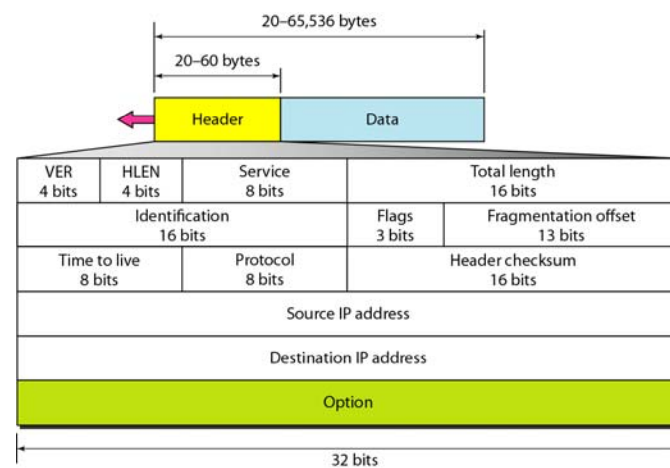 20–65,536 bytes
20–60 bytes
Header
Data
VER
4 bits
HLEN
4 bits
Service
8 bits
Total length
16 bits
Identification
16 bits
Flags
3 bits
Fragmentation offset
13 bits
Time to live
8 bits
Protocol
8 bits
Header checksum
16 bits
Source IP address
Destination IP address
Option
32 bits